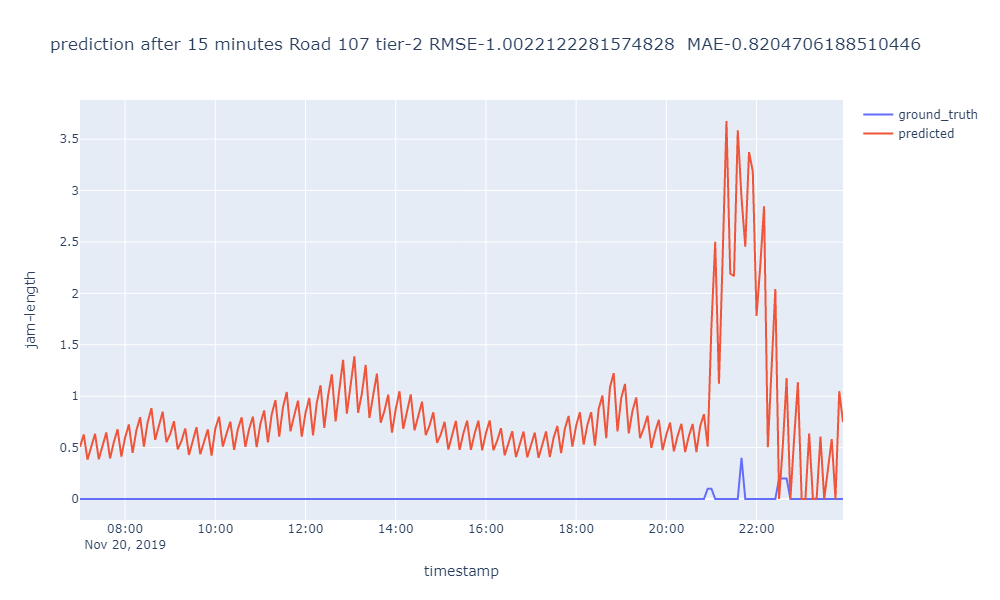 prediction after 15 minutes Road 107 tier-2 RMSE-1.0022122281574828  MAE-0.8204706188510446
ground_truth
predicted
3.5
3
2.5
2
1.5
1
0.5
0
jam-length
08:00 10:00 12:00 14:00 16:00 18:00 20:00 22:00
Nov 20, 2019
timestamp